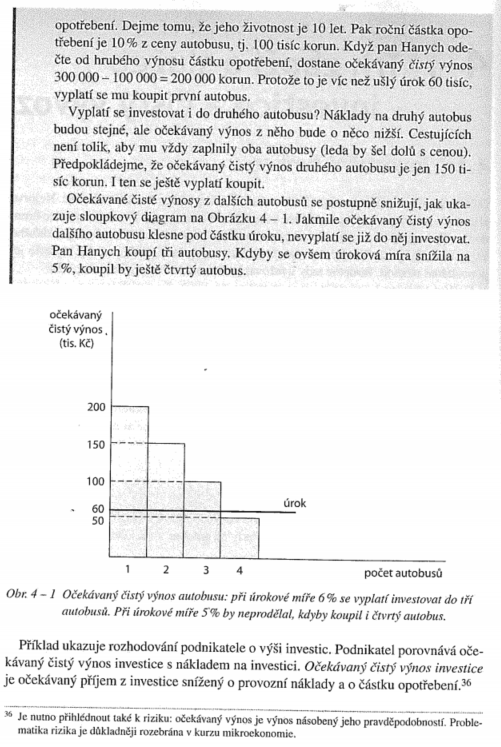 opotřebení. Dejme tomu, že jeho životnost je 10 let. Pak roční částka opo-
třebení je 10 % z ceny autobusu, tj. 100 tisíc korun. Když pan Hanych ode-
čte od hrubého výnosu částku opotřebení, dostane očekávaný čistý výnos
300 000 – 100 000 = 200 000 korun. Protože to je víc než ušlý úrok 60 tisíc,
vyplatí se mu koupit první autobus.
Vyplatí se investovat i do druhého autobusu? Náklady na druhý autobus
budou stejné, ale očekávaný výnos z něho bude o něco nižší. Cestujících
není tolik, aby mu vždy zaplnily oba autobusy (leda by šel dolů s cenou).
Předpokládejme, že očekávaný čistý výnos druhého autobusu je jen 150 ti-
síc korun. I ten se ještě vyplatí koupit.
Očekávané čisté výnosy z dalších autobusů se postupně snižují, jak uka-
zuje sloupkový diagram na Obrázku 4 – 1. Jakmile očekávaný čistý výnos
dalšího autobusu klesne pod částku úroku, nevyplatí se již do něj investovat.
Pan Hanych koupí tři autobusy. Kdyby se ovšem úroková míra snížila na
5 %, koupil by ještě čtvrtý autobus.
očekávaný
čistý výnos
(tis. Kč)
200
150
100
60
50
úrok
1 2 3 4
počet autobusů
Obr. 4 – 1 Očekávaný čistý výnos autobusu: při úrokové míře 6 % se vyplatí investovat do tří
autobusů. Při úrokové míře 5 % by neprodělal, kdyby koupil i čtvrtý autobus.
Příklad ukazuje rozhodování podnikatele o výši investic. Podnikatel porovnává oče-
kávaný čistý výnos investice s nákladem na investici. Očekávaný čistý výnos investice
je očekávaný příjem z investice snížený o provozní náklady a o částku opotřebení.36
36 Je nutno přihlédnout také k riziku: očekávaný výnos je výnos násobený jeho pravděpodobností. Proble-
matika rizika je důkladněji rozebrána v kurzu mikroekonomie.